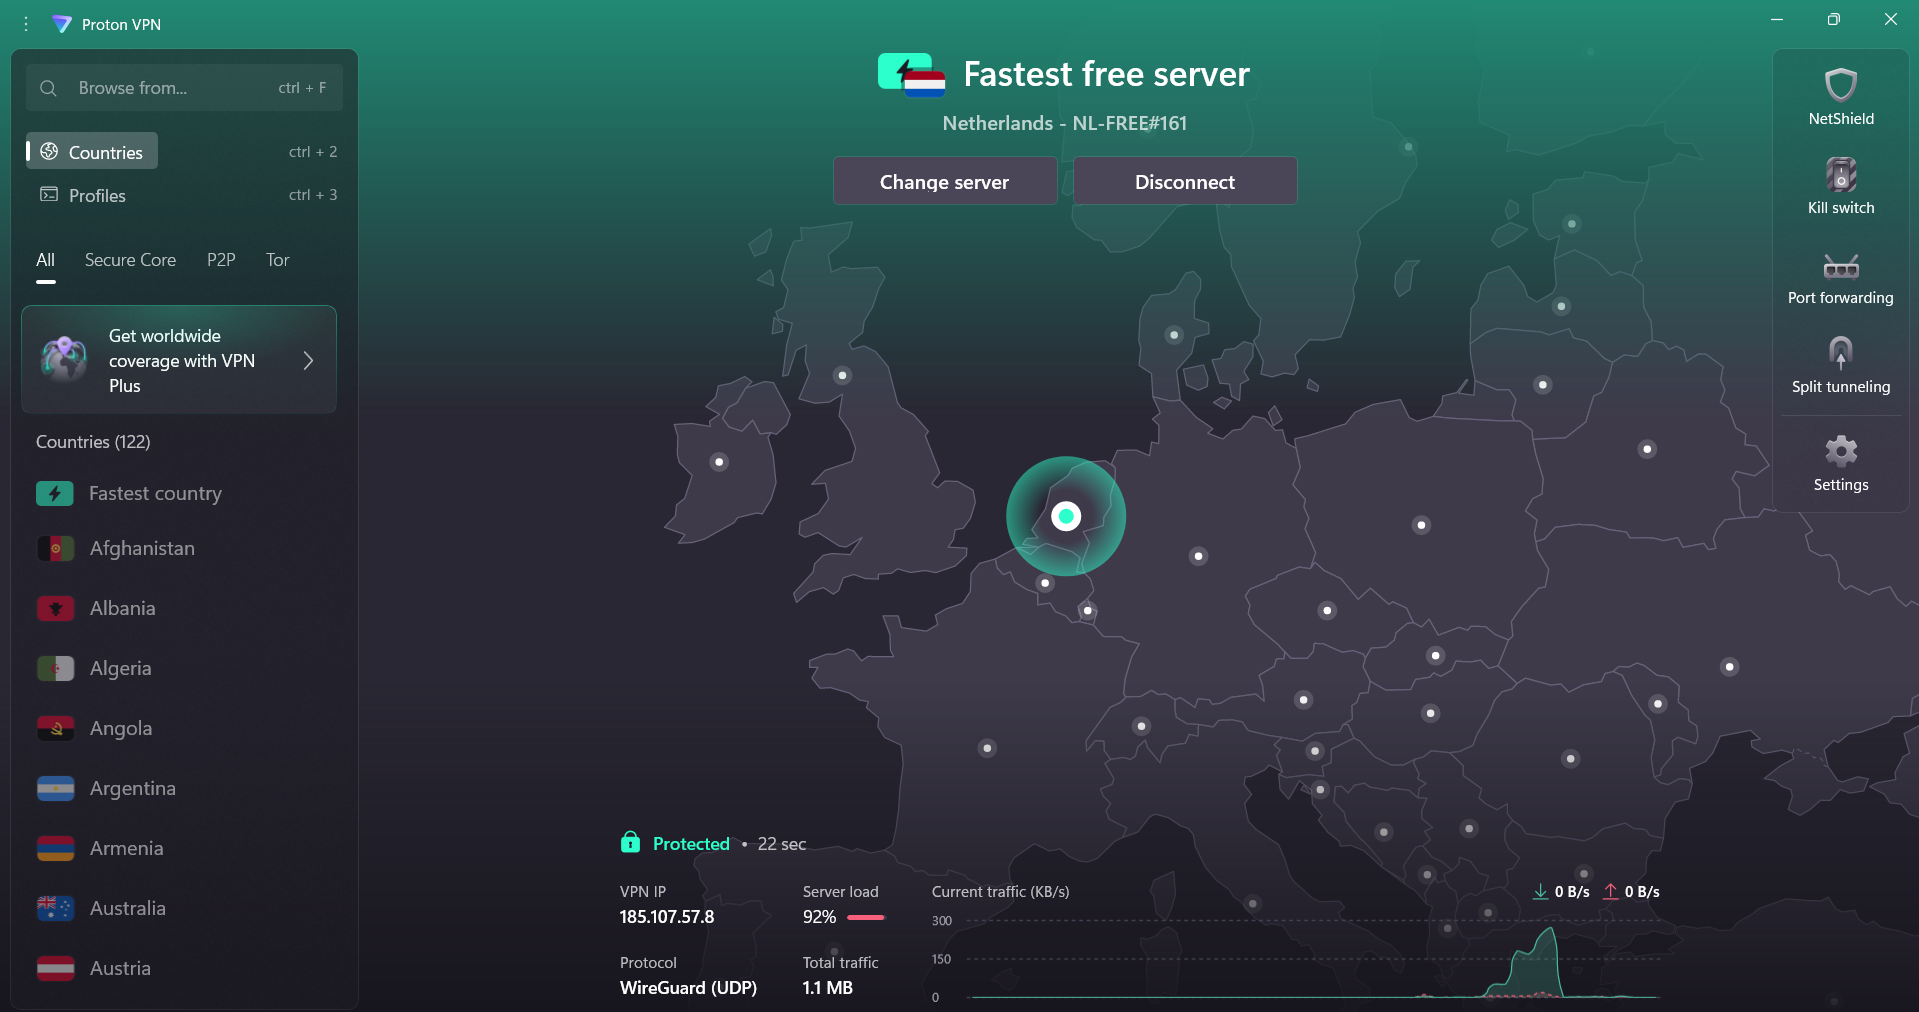 Proton VPN
Browse from...
ctrl + F
Countries
ctrl + 2
Profiles
ctrl + 3
All
Secure Core
P2P
Tor
Get worldwide
coverage with VPN
Plus
Countries (122)
Fastest country
Afghanistan
Albania
Algeria
Angola
Argentina
Armenia
Australia
Austria
Fastest free server
Netherlands - NL-FREE#161
Change server
Disconnect
Protected • 22 sec
VPN IP
185.107.57.8
Server load
92%
Protocol
WireGuard (UDP)
Total traffic
1.1 MB
Current traffic (KB/s)
0 B/s
0 B/s
300
150
0
NetShield
Kill switch
Port forwarding
Split tunneling
Settings